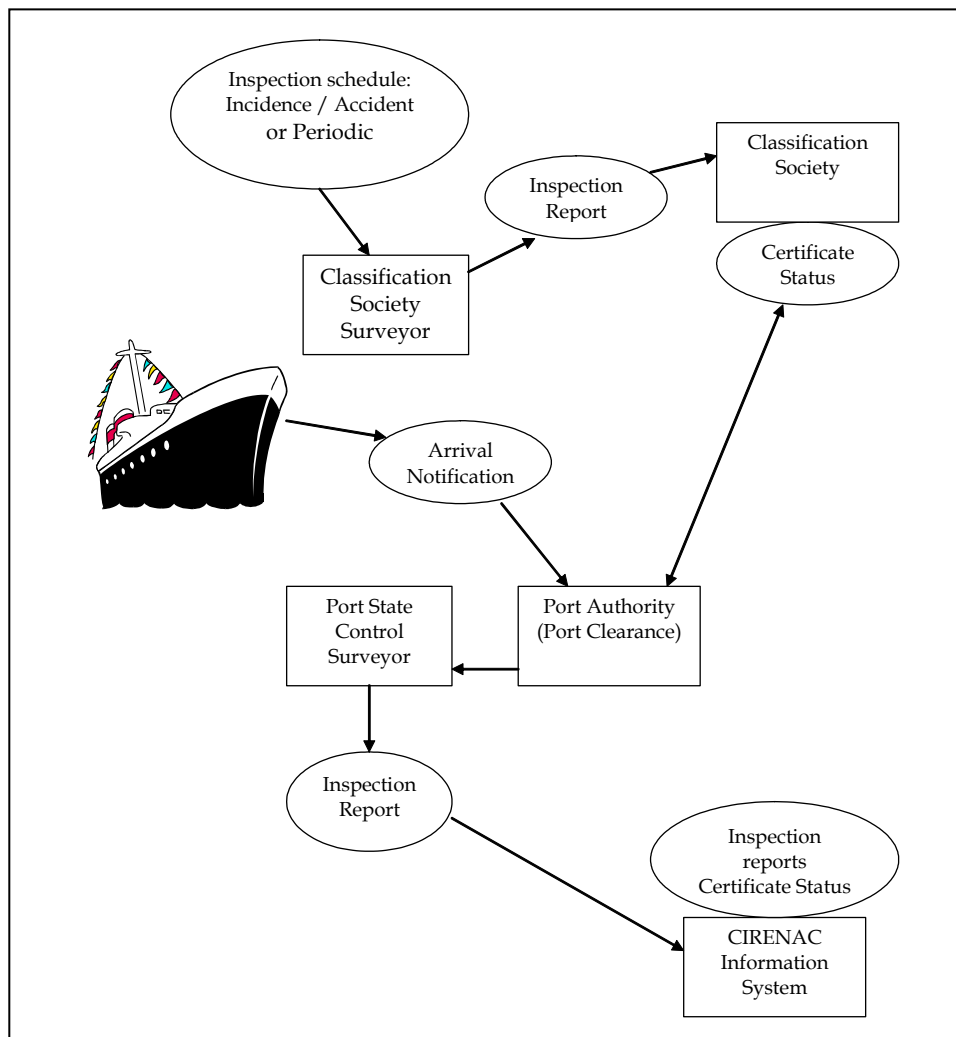 Inspection schedule:
Incidence / Accident
or Periodic
Classification
Society
Inspection
Report
Certificate
Status
Classification
Society
Surveyor
Arrival
Notification
Port State
Control
Surveyor
Port Authority
(Port Clearance)
Inspection
Report
Inspection
reports
Certificate Status
CIRENAC
Information
System